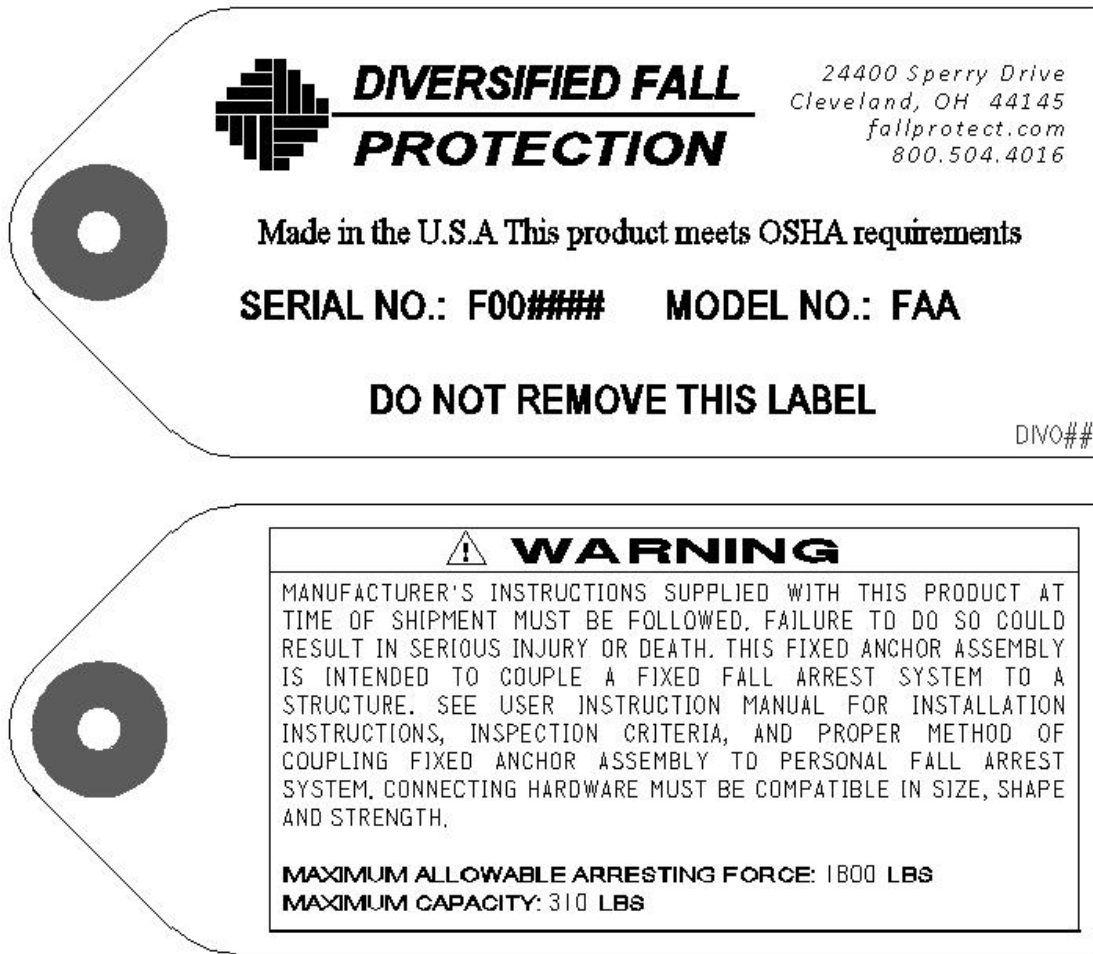 DIVERSIFIED FALL
PROTECTION
24400 Sperry Drive
Cleveland, OH 44145
fallprotect.com
800.504.4016
Made in the U.S.A This product meets OSHA requirements
SERIAL NO.: F00#### MODEL NO.: FAA
DO NOT REMOVE THIS LABEL
DIV0##
⚠ WARNING
MANUFACTURER'S INSTRUCTIONS SUPPLIED WITH THIS PRODUCT AT
TIME OF SHIPMENT MUST BE FOLLOWED. FAILURE TO DO SO COULD
RESULT IN SERIOUS INJURY OR DEATH. THIS FIXED ANCHOR ASSEMBLY
IS INTENDED TO COUPLE A FIXED FALL ARREST SYSTEM TO A
STRUCTURE. SEE USER INSTRUCTION MANUAL FOR INSTALLATION
INSTRUCTIONS, INSPECTION CRITERIA, AND PROPER METHOD OF
COUPLING FIXED ANCHOR ASSEMBLY TO PERSONAL FALL ARREST
SYSTEM. CONNECTING HARDWARE MUST BE COMPATIBLE IN SIZE, SHAPE
AND STRENGTH.
MAXIMUM ALLOWABLE ARRESTING FORCE: 1800 LBS
MAXIMUM CAPACITY: 310 LBS